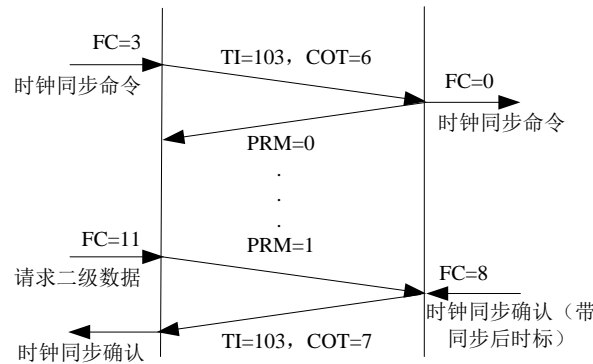 FC=3
TI=103，COT=6
时钟同步命令
FC=0
时钟同步命令
PRM=0
.
.
.
FC=11
PRM=1
请求二级数据
FC=8
时钟同步确认（带
同步后时标）
时钟同步确认
TI=103，COT=7